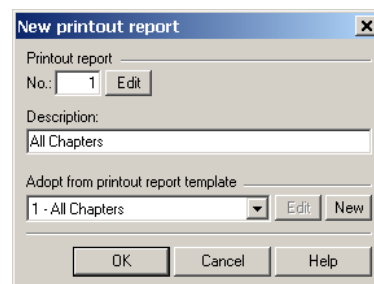 New printout report
Printout report
No.: 1 Edit
Description:
All Chapters
Adopt from printout report template
1 - All Chapters Edit New
OK Cancel Help